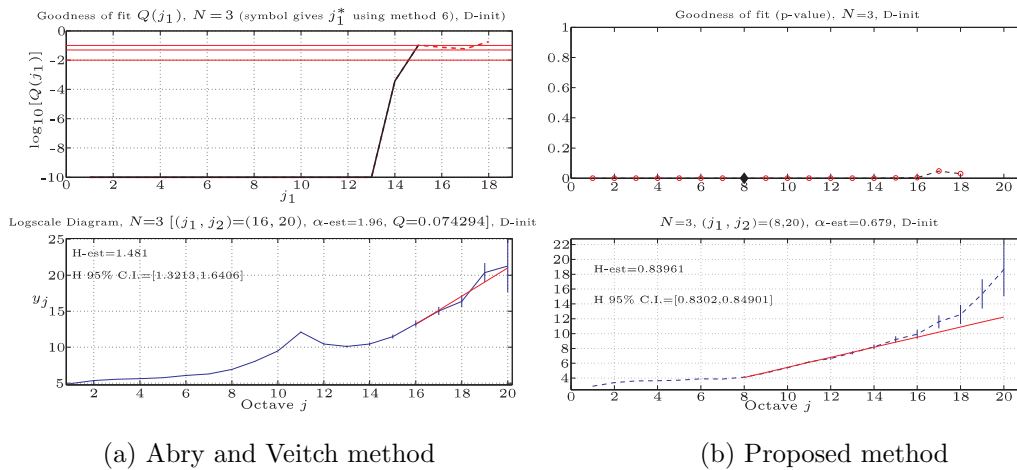 Goodness of fit Q(j₁), N=3 (symbol gives j₁* using method 6), D-init)
log10[Q(j₁)]
0
-2
-4
-6
-8
-10
0 2 4 6 8 10 12 14 16 18
j₁
Logscale Diagram, N=3 [(j₁, j₂)=(16, 20), α-est=1.96, Q=0.074294], D-init
H-est=1.481
H 95% C.I.=[1.3213,1.6406]
yⱼ
25
20
15
10
5
2 4 6 8 10 12 14 16 18 20
Octave j
(a) Abry and Veitch method
Goodness of fit (p-value), N=3, D-init
1
0.8
0.6
0.4
0.2
0
0 2 4 6 8 10 12 14 16 18 20
N=3, (j₁, j₂)=(8,20), α-est=0.679, D-init
H-est=0.83961
H 95% C.I.=[0.8302,0.84901]
22
20
18
16
14
12
10
8
6
4
0 2 4 6 8 10 12 14 16 18 20
Octave j
(b) Proposed method